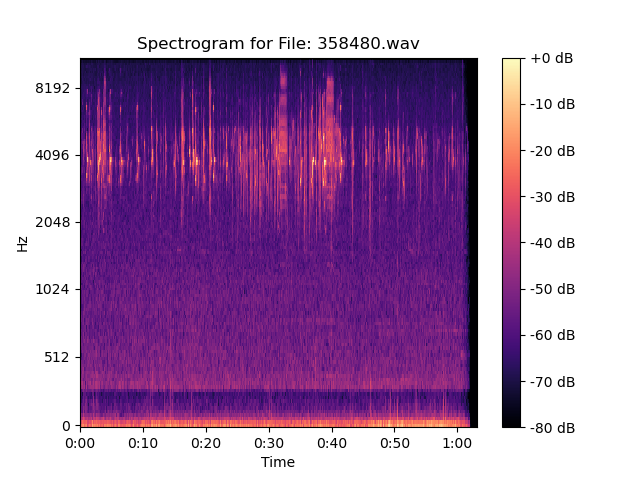 Spectrogram for File: 358480.wav
8192
4096
2048
1024
512
0
Hz
0:00
0:10
0:20
0:30
0:40
0:50
1:00
Time
+0 dB
-10 dB
-20 dB
-30 dB
-40 dB
-50 dB
-60 dB
-70 dB
-80 dB